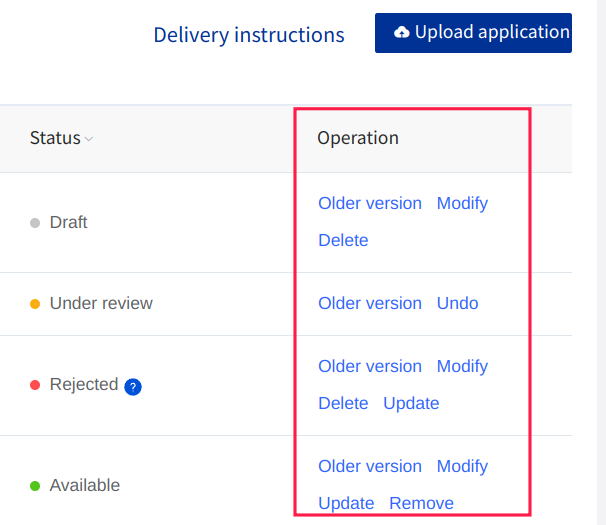 Delivery instructions Upload application
Status Operation
Older version Modify
Draft
Delete
Under review Older version Undo
Older version Modify
Rejected ?
Delete Update
Older version Modify
Available
Update Remove